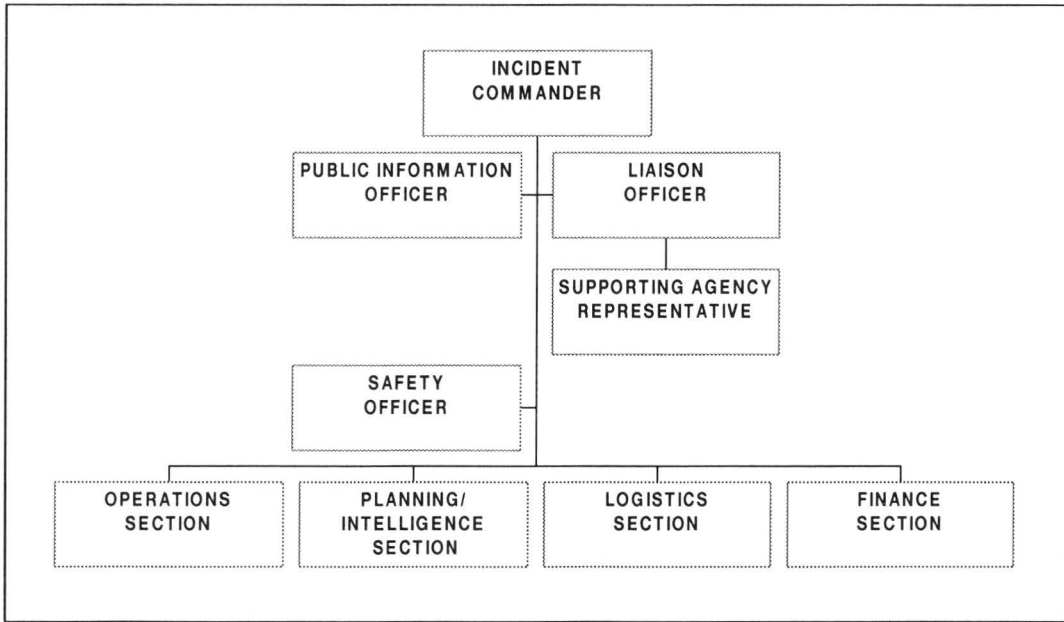 INCIDENT
COMMANDER
PUBLIC INFORMATION
OFFICER
LIAISON
OFFICER
SUPPORTING AGENCY
REPRESENTATIVE
SAFETY
OFFICER
OPERATIONS
SECTION
PLANNING/
INTELLIGENCE
SECTION
LOGISTICS
SECTION
FINANCE
SECTION